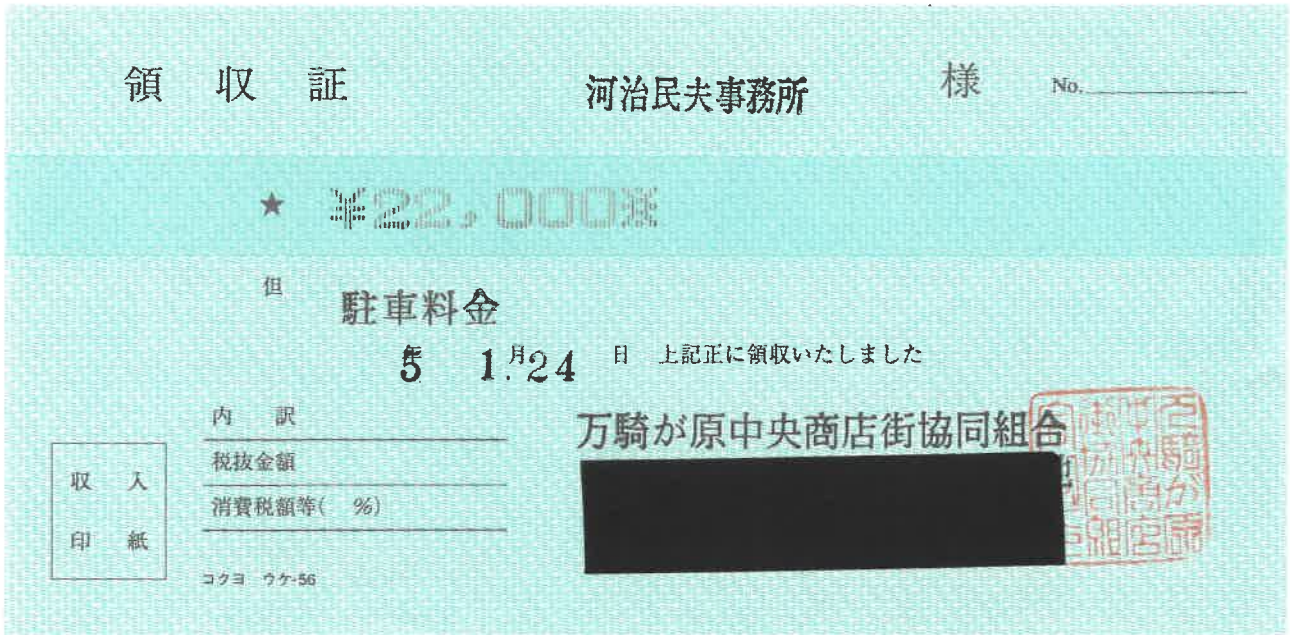 領 収 証 河治民夫事務所 様 No.
★ ¥22,000※
但 駐車料金
5年 1月24日 上記正に領収いたしました
内 訳
万騎が原中央商店街協同組合
税抜金額
収 入
消費税額等( %)
印 紙
コクヨ ウケ-56